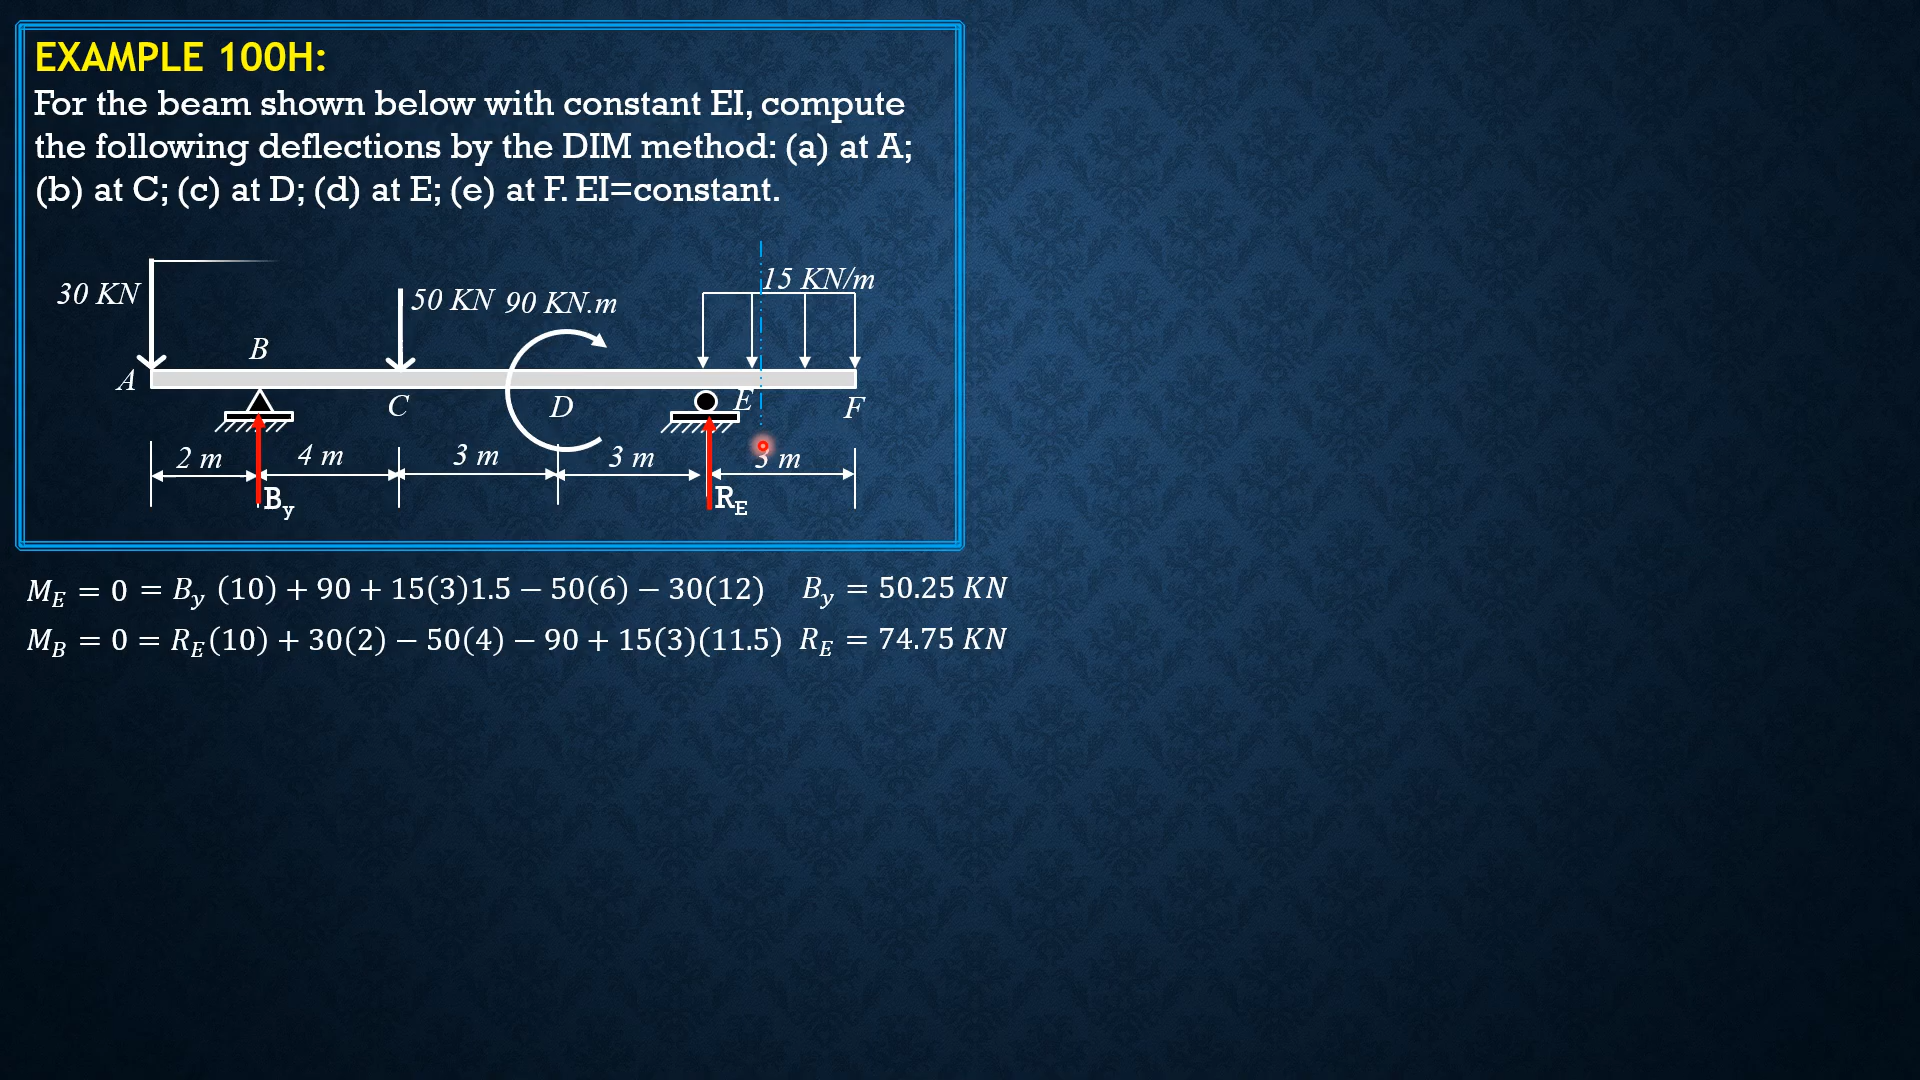 EXAMPLE 100H:
For the beam shown below with constant EI, compute
the following deflections by the DIM method: (a) at A;
(b) at C; (c) at D; (d) at E; (e) at F. EI=constant.
30 KN
50 KN
90 KN.m
15 KN/m
B
A
C
D
E
F
2 m
4 m
3 m
3 m
3 m
By
RE
M_E = 0 = B_y (10) + 90 + 15(3)1.5 − 50(6) − 30(12) B_y = 50.25 KN
M_B = 0 = R_E(10) + 30(2) − 50(4) − 90 + 15(3)(11.5) R_E = 74.75 KN